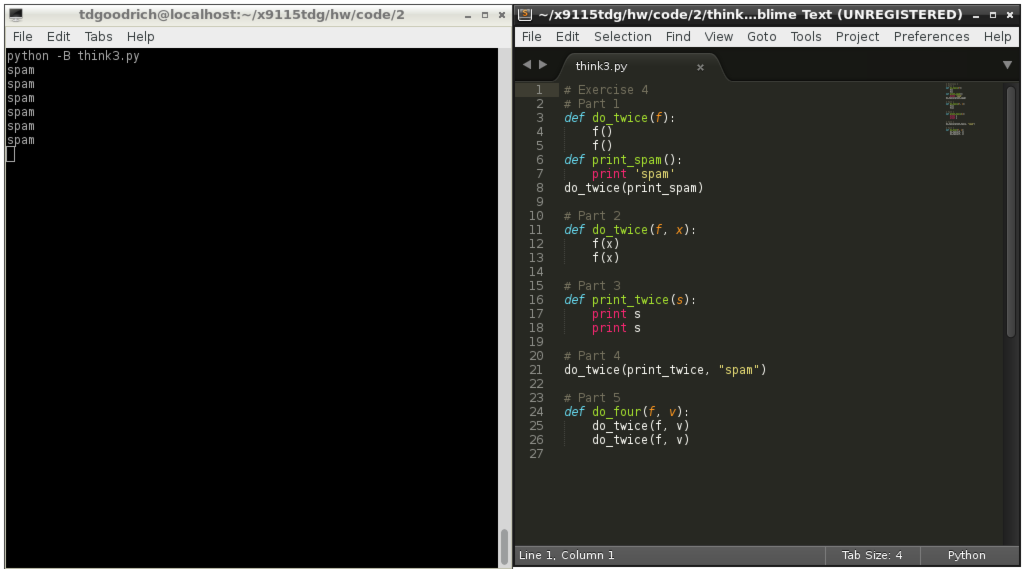 tdgoodrich@localhost:~/x9115tdg/hw/code/2
File Edit Tabs Help
python -B think3.py
spam
spam
spam
spam
spam
spam
~/x9115tdg/hw/code/2/think...blime Text (UNREGISTERED)
File Edit Selection Find View Goto Tools Project Preferences Help
think3.py
1 # Exercise 4
2 # Part 1
3 def do_twice(f):
4     f()
5     f()
6 def print_spam():
7     print 'spam'
8 do_twice(print_spam)
9
10 # Part 2
11 def do_twice(f, x):
12     f(x)
13     f(x)
14
15 # Part 3
16 def print_twice(s):
17     print s
18     print s
19
20 # Part 4
21 do_twice(print_twice, "spam")
22
23 # Part 5
24 def do_four(f, v):
25     do_twice(f, v)
26     do_twice(f, v)
27
Line 1, Column 1 Tab Size: 4 Python